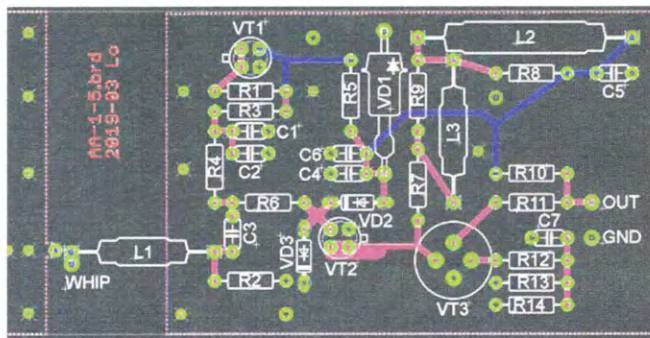 AA-1-5.brd
2019-03 Lo
VT1
L2
R1
R5
VD1
R9
R8
C5
R3
C1
L3
R4
C2
C6
C4
R7
R10
R6
VD2
R11
OUT
C3
C7
GND
L1
VD3
VT2
R12
WHIP
R2
R13
VT3
R14